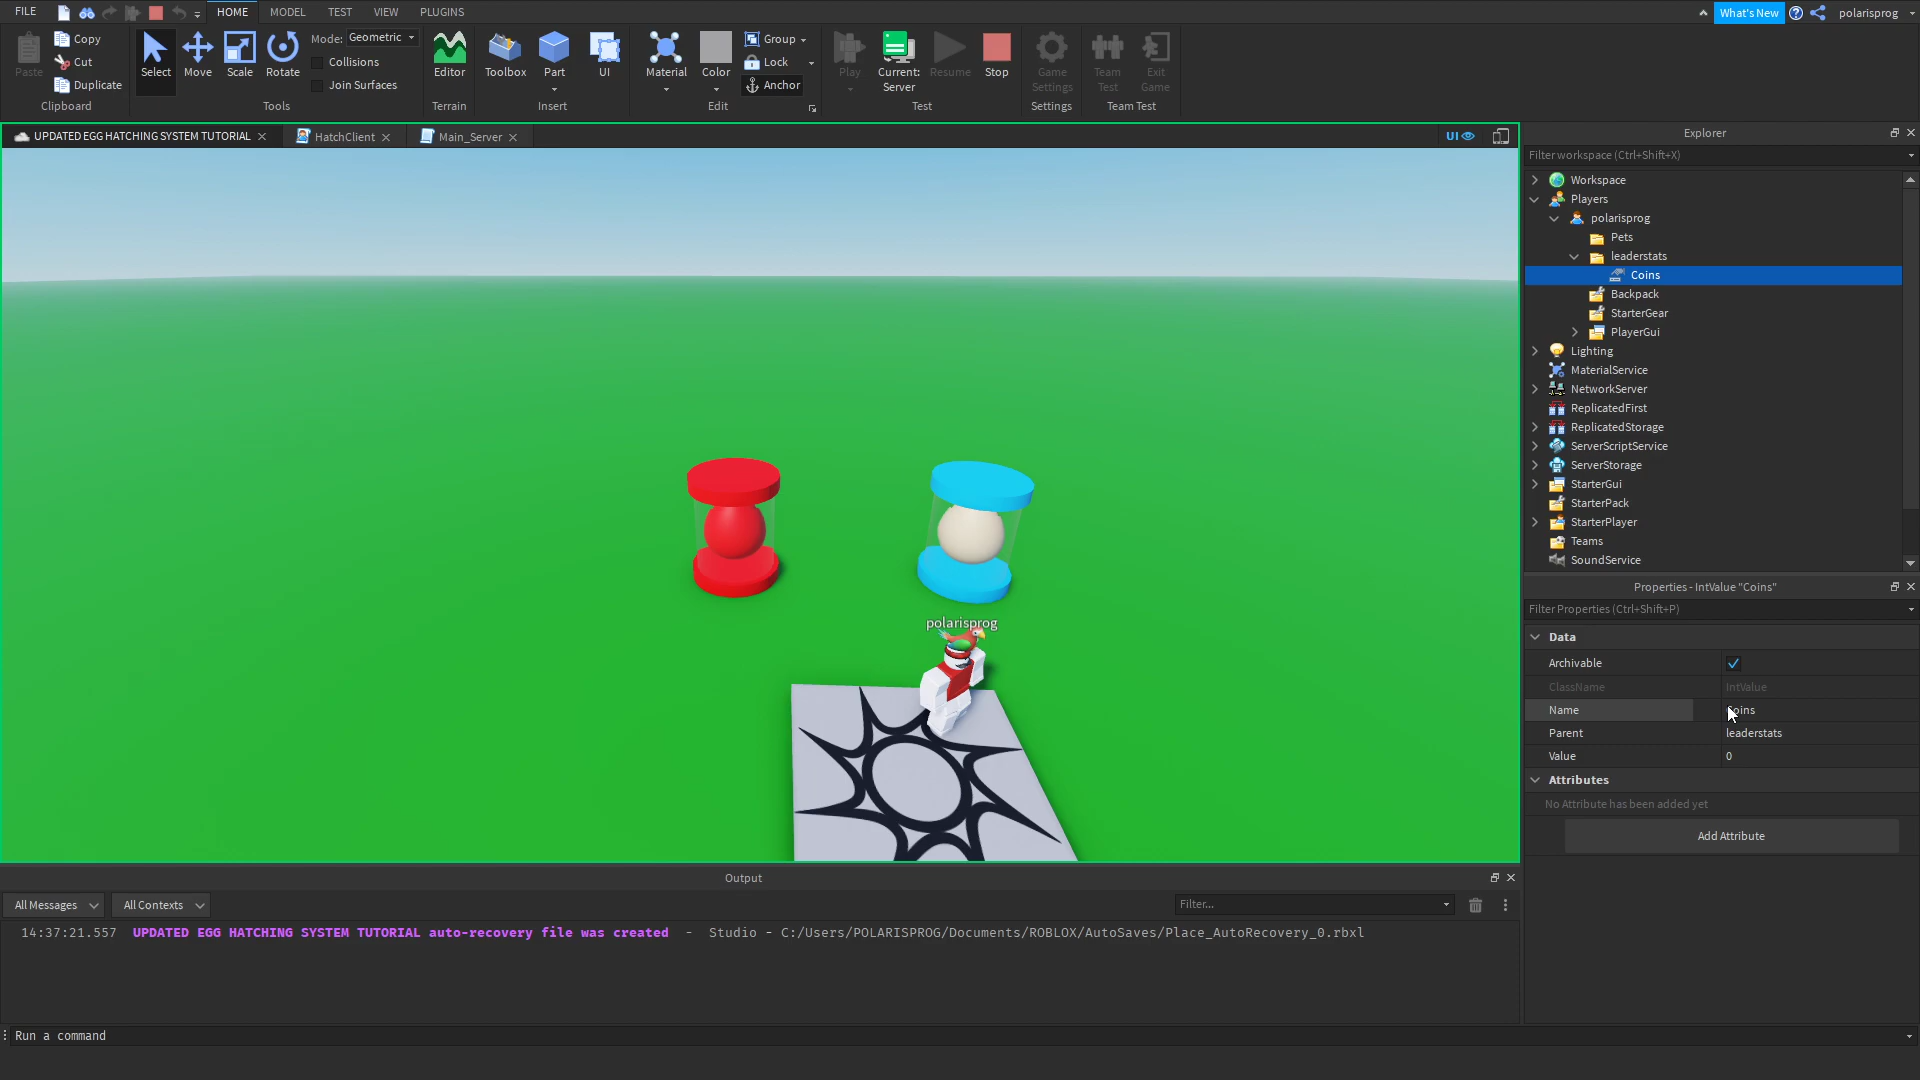 FILE
HOME
MODEL
TEST
VIEW
PLUGINS
What's New
polarisprog
Paste
Copy
Cut
Duplicate
Clipboard
Select
Move
Scale
Rotate
Mode: Geometric
Collisions
Join Surfaces
Tools
Editor
Terrain
Toolbox
Part
UI
Insert
Material
Color
Group
Lock
Anchor
Edit
Play
Current:
Server
Resume
Stop
Test
Game
Settings
Settings
Team
Test
Exit
Game
Team Test
UPDATED EGG HATCHING SYSTEM TUTORIAL
HatchClient
Main_Server
UI
polarisprog
Explorer
Filter workspace (Ctrl+Shift+X)
Workspace
Players
polarisprog
Pets
leaderstats
Coins
Backpack
StarterGear
PlayerGui
Lighting
MaterialService
NetworkServer
ReplicatedFirst
ReplicatedStorage
ServerScriptService
ServerStorage
StarterGui
StarterPack
StarterPlayer
Teams
SoundService
Properties - IntValue "Coins"
Filter Properties (Ctrl+Shift+P)
Data
Archivable
ClassName IntValue
Name Coins
Parent leaderstats
Value 0
Attributes
No Attribute has been added yet
Add Attribute
Output
All Messages
All Contexts
Filter...
14:37:21.557 UPDATED EGG HATCHING SYSTEM TUTORIAL auto-recovery file was created - Studio - C:/Users/POLARISPROG/Documents/ROBLOX/AutoSaves/Place_AutoRecovery_0.rbxl
Run a command